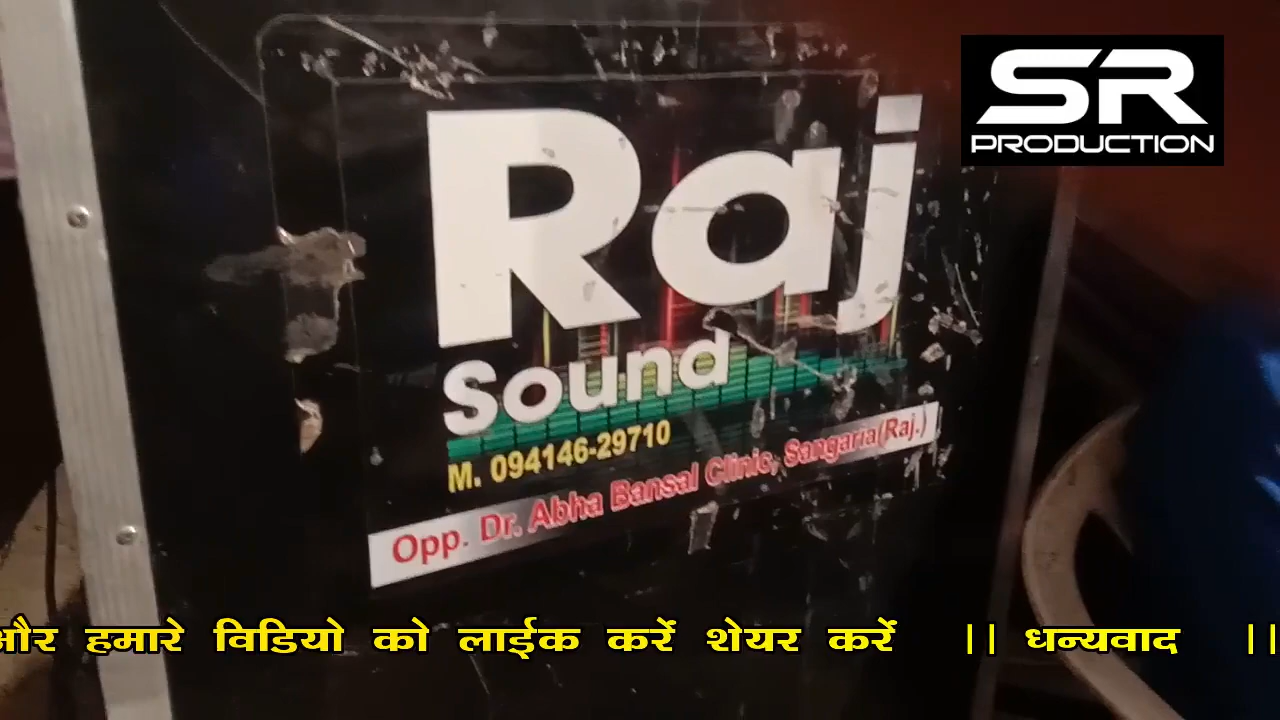 SR
PRODUCTION
Raj
Sound
M. 094146-29710
Opp. Dr. Abha Bansal Clinic, Sangaria(Raj.)
और हमारे विडियो को लाईक करें शेयर करें || धन्यवाद ||